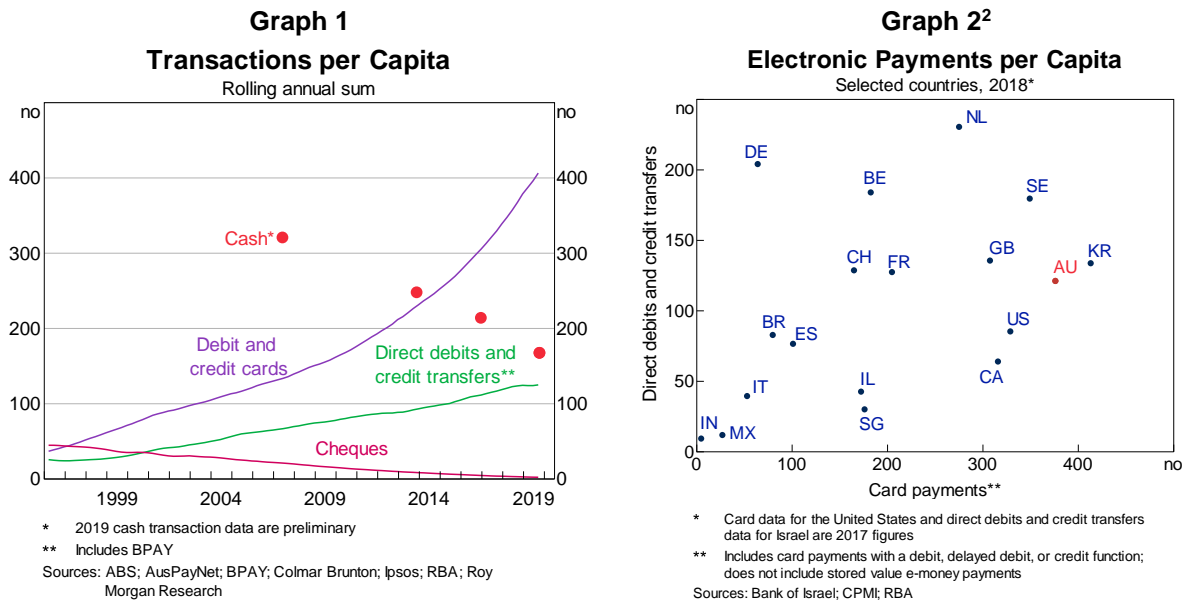 Graph 1
Transactions per Capita
Rolling annual sum
no
no
400
400
300
300
200
200
100
100
0
0
Cash*
Debit and
credit cards
Direct debits and
credit transfers**
Cheques
1999
2004
2009
2014
2019
* 2019 cash transaction data are preliminary
** Includes BPAY
Sources: ABS; AusPayNet; BPAY; Colmar Brunton; Ipsos; RBA; Roy
Morgan Research
Graph 2²
Electronic Payments per Capita
Selected countries, 2018*
no
Direct debits and credit transfers
200
150
100
50
0
NL
DE
BE
SE
CH
FR
GB
AU
KR
BR
ES
US
CA
IT
IL
SG
IN
MX
0
100
200
300
400
no
Card payments**
* Card data for the United States and direct debits and credit transfers
data for Israel are 2017 figures
** Includes card payments with a debit, delayed debit, or credit function;
does not include stored value e-money payments
Sources: Bank of Israel; CPMI; RBA